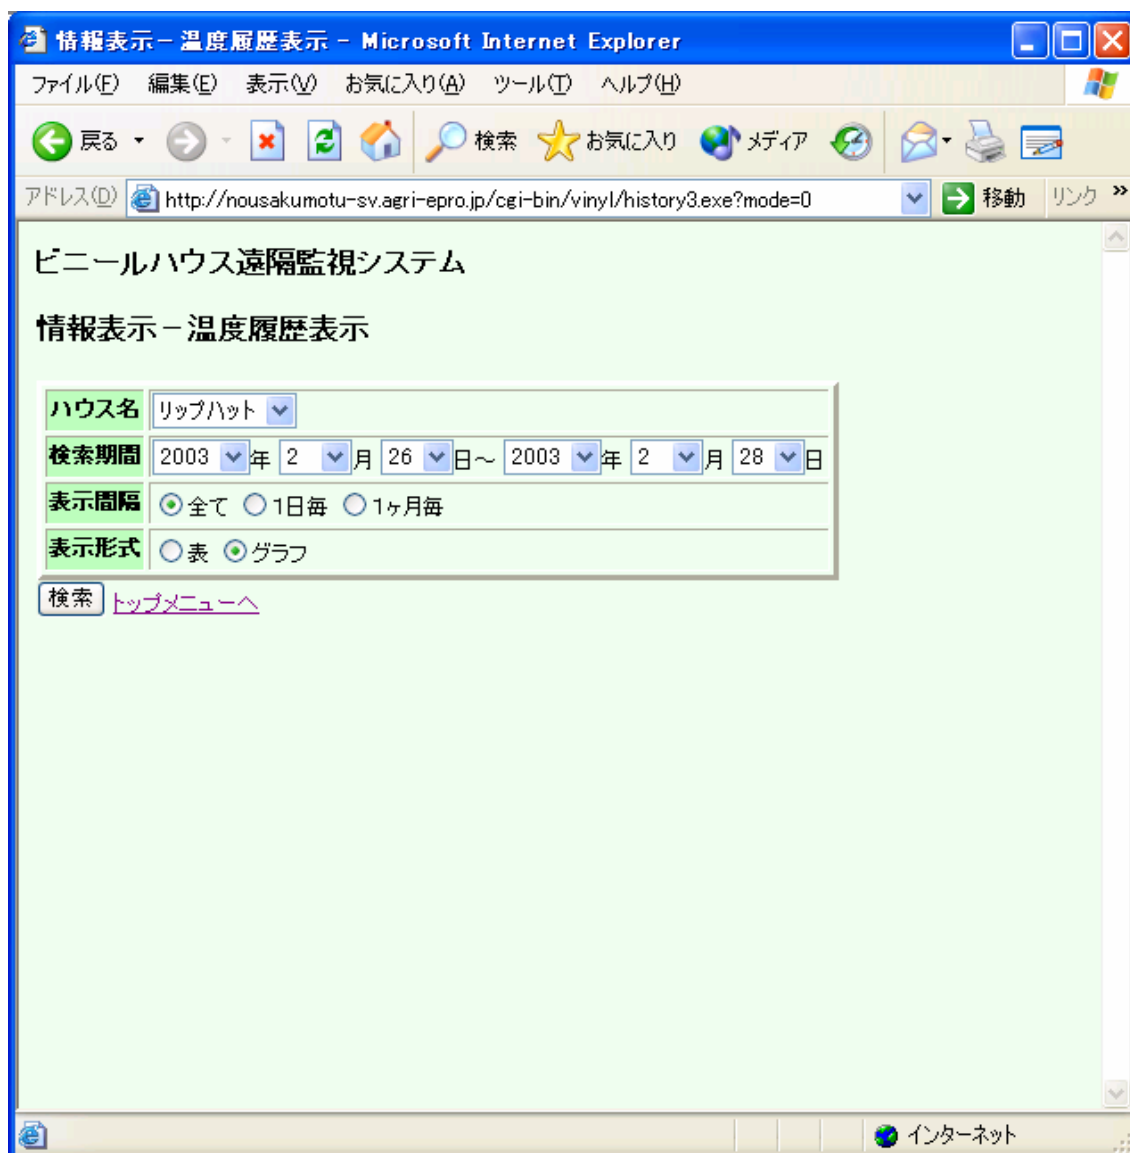 情報表示－温度履歴表示 - Microsoft Internet Explorer
ファイル(F) 編集(E) 表示(V) お気に入り(A) ツール(T) ヘルプ(H)
戻る 検索 お気に入り メディア
アドレス(D) http://nousakumotu-sv.agri-epro.jp/cgi-bin/vinyl/history3.exe?mode=0 移動 リンク »
ビニールハウス遠隔監視システム
情報表示－温度履歴表示
ハウス名 リップハット
検索期間 2003 年 2 月 26 日～ 2003 年 2 月 28 日
表示間隔 全て 1日毎 1ヶ月毎
表示形式 表 グラフ
検索 トップメニューへ
インターネット